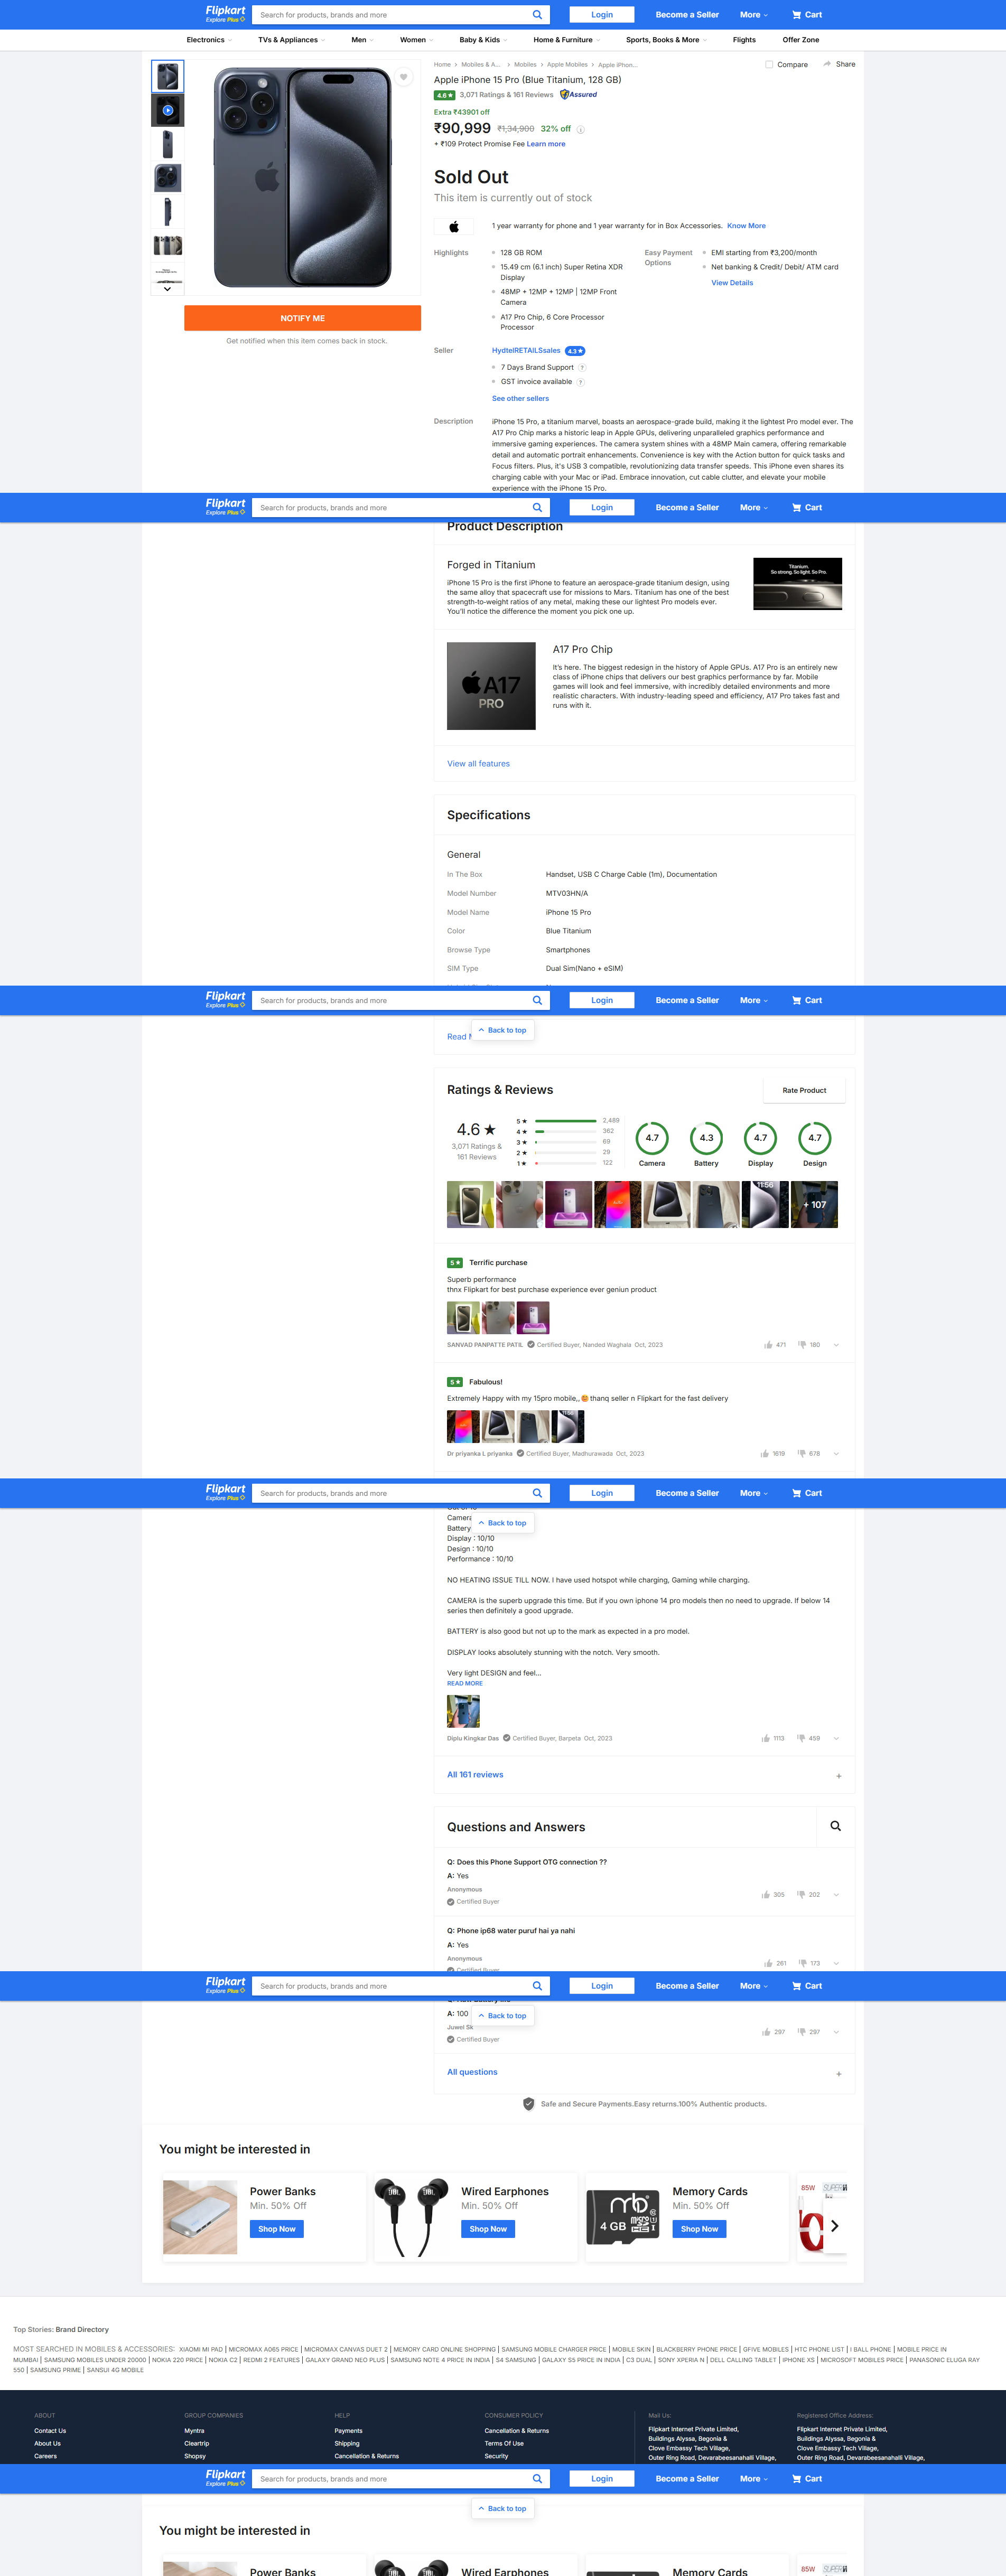 Flipkart
Explore Plus
Search for products, brands and more
Login
Become a Seller
More
Cart
Electronics
TVs & Appliances
Men
Women
Baby & Kids
Home & Furniture
Sports, Books & More
Flights
Offer Zone
Home
Mobiles & A...
Mobiles
Apple Mobiles
Apple iPhon...
Compare
Share
Apple iPhone 15 Pro (Blue Titanium, 128 GB)
4.6★ 3,071 Ratings & 161 Reviews Assured
Extra ₹43901 off
₹90,999 ₹1,34,900 32% off
+ ₹109 Protect Promise Fee Learn more
Sold Out
This item is currently out of stock
1 year warranty for phone and 1 year warranty for in Box Accessories. Know More
Highlights
128 GB ROM
15.49 cm (6.1 inch) Super Retina XDR
Display
48MP + 12MP + 12MP | 12MP Front
Camera
A17 Pro Chip, 6 Core Processor
Processor
Easy Payment
Options
EMI starting from ₹3,200/month
Net banking & Credit/ Debit/ ATM card
View Details
NOTIFY ME
Get notified when this item comes back in stock.
Seller
HydtelRETAILSsales 4.3★
7 Days Brand Support ?
GST invoice available ?
See other sellers
Description
iPhone 15 Pro, a titanium marvel, boasts an aerospace-grade build, making it the lightest Pro model ever. The
A17 Pro Chip marks a historic leap in Apple GPUs, delivering unparalleled graphics performance and
immersive gaming experiences. The camera system shines with a 48MP Main camera, offering remarkable
detail and automatic portrait enhancements. Convenience is key with the Action button for quick tasks and
Focus filters. Plus, it's USB 3 compatible, revolutionizing data transfer speeds. This iPhone even shares its
charging cable with your Mac or iPad. Embrace innovation, cut cable clutter, and elevate your mobile
experience with the iPhone 15 Pro.
Flipkart
Explore Plus
Search for products, brands and more
Login
Become a Seller
More
Cart
Product Description
Forged in Titanium
iPhone 15 Pro is the first iPhone to feature an aerospace-grade titanium design, using
the same alloy that spacecraft use for missions to Mars. Titanium has one of the best
strength-to-weight ratios of any metal, making these our lightest Pro models ever.
You'll notice the difference the moment you pick one up.
Titanium.
So strong. So light. So Pro.
A17
PRO
A17 Pro Chip
It's here. The biggest redesign in the history of Apple GPUs. A17 Pro is an entirely new
class of iPhone chips that delivers our best graphics performance by far. Mobile
games will look and feel immersive, with incredibly detailed environments and more
realistic characters. With industry-leading speed and efficiency, A17 Pro takes fast and
runs with it.
View all features
Specifications
General
In The Box Handset, USB C Charge Cable (1m), Documentation
Model Number MTV03HN/A
Model Name iPhone 15 Pro
Color Blue Titanium
Browse Type Smartphones
SIM Type Dual Sim(Nano + eSIM)
Flipkart
Explore Plus
Search for products, brands and more
Login
Become a Seller
More
Cart
Back to top
Read
Ratings & Reviews
Rate Product
4.6★
3,071 Ratings &
161 Reviews
5★ 2,489
4★ 362
3★ 69
2★ 29
1★ 122
4.7
Camera
4.3
Battery
4.7
Display
4.7
Design
11:56
+ 107
5★ Terrific purchase
Superb performance
thnx Flipkart for best purchase experience ever geniun product
SANVAD PANPATTE PATIL Certified Buyer, Nanded Waghala Oct, 2023
471 180
5★ Fabulous!
Extremely Happy with my 15pro mobile,,🥰thanq seller n Flipkart for the fast delivery
Dr priyanka L priyanka Certified Buyer, Madhurawada Oct, 2023
1619 678
Flipkart
Explore Plus
Search for products, brands and more
Login
Become a Seller
More
Cart
Back to top
Camera
Battery
Display : 10/10
Design : 10/10
Performance : 10/10
NO HEATING ISSUE TILL NOW. I have used hotspot while charging, Gaming while charging.
CAMERA is the superb upgrade this time. But if you own iphone 14 pro models then no need to upgrade. If below 14
series then definitely a good upgrade.
BATTERY is also good but not up to the mark as expected in a pro model.
DISPLAY looks absolutely stunning with the notch. Very smooth.
Very light DESIGN and feel...
READ MORE
Diplu Kingkar Das Certified Buyer, Barpeta Oct, 2023
1113 459
All 161 reviews +
Questions and Answers
Q: Does this Phone Support OTG connection ??
A: Yes
Anonymous
Certified Buyer
305 202
Q: Phone ip68 water puruf hai ya nahi
A: Yes
Anonymous
Certified Buyer
261 173
Flipkart
Explore Plus
Search for products, brands and more
Login
Become a Seller
More
Cart
Back to top
A: 100
Juwel Sk
Certified Buyer
297 297
All questions +
Safe and Secure Payments.Easy returns.100% Authentic products.
You might be interested in
Power Banks
Min. 50% Off
Shop Now
JBL JBL
Wired Earphones
Min. 50% Off
Shop Now
4 GB
Memory Cards
Min. 50% Off
Shop Now
85W
Top Stories: Brand Directory
MOST SEARCHED IN MOBILES & ACCESSORIES: XIAOMI MI PAD | MICROMAX A065 PRICE | MICROMAX CANVAS DUET 2 | MEMORY CARD ONLINE SHOPPING | SAMSUNG MOBILE CHARGER PRICE | MOBILE SKIN | BLACKBERRY PHONE PRICE | GFIVE MOBILES | HTC PHONE LIST | I BALL PHONE | MOBILE PRICE IN
MUMBAI | SAMSUNG MOBILES UNDER 20000 | NOKIA 220 PRICE | NOKIA C2 | REDMI 2 FEATURES | GALAXY GRAND NEO PLUS | SAMSUNG NOTE 4 PRICE IN INDIA | S4 SAMSUNG | GALAXY S5 PRICE IN INDIA | C3 DUAL | SONY XPERIA N | DELL CALLING TABLET | IPHONE XS | MICROSOFT MOBILES PRICE | PANASONIC ELUGA RAY
550 | SAMSUNG PRIME | SANSUI 4G MOBILE
ABOUT
Contact Us
About Us
Careers
GROUP COMPANIES
Myntra
Cleartrip
Shopsy
HELP
Payments
Shipping
Cancellation & Returns
CONSUMER POLICY
Cancellation & Returns
Terms Of Use
Security
Mail Us:
Flipkart Internet Private Limited,
Buildings Alyssa, Begonia &
Clove Embassy Tech Village,
Outer Ring Road, Devarabeesanahalli Village,
Registered Office Address:
Flipkart Internet Private Limited,
Buildings Alyssa, Begonia &
Clove Embassy Tech Village,
Outer Ring Road, Devarabeesanahalli Village,
Flipkart
Explore Plus
Search for products, brands and more
Login
Become a Seller
More
Cart
Back to top
You might be interested in
Power Banks
Wired Earphones
Memory Cards
85W